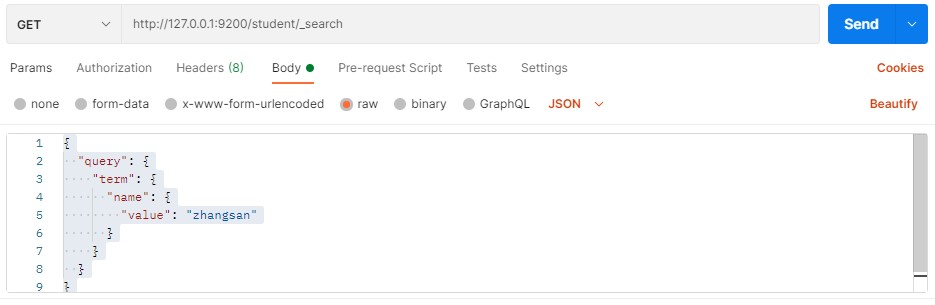 GET http://127.0.0.1:9200/student/_search Send
Params Authorization Headers (8) Body Pre-request Script Tests Settings Cookies
none form-data x-www-form-urlencoded raw binary GraphQL JSON Beautify
1 {
2 "query": {
3 "term": {
4 "name": {
5 "value": "zhangsan"
6 }
7 }
8 }
9 }